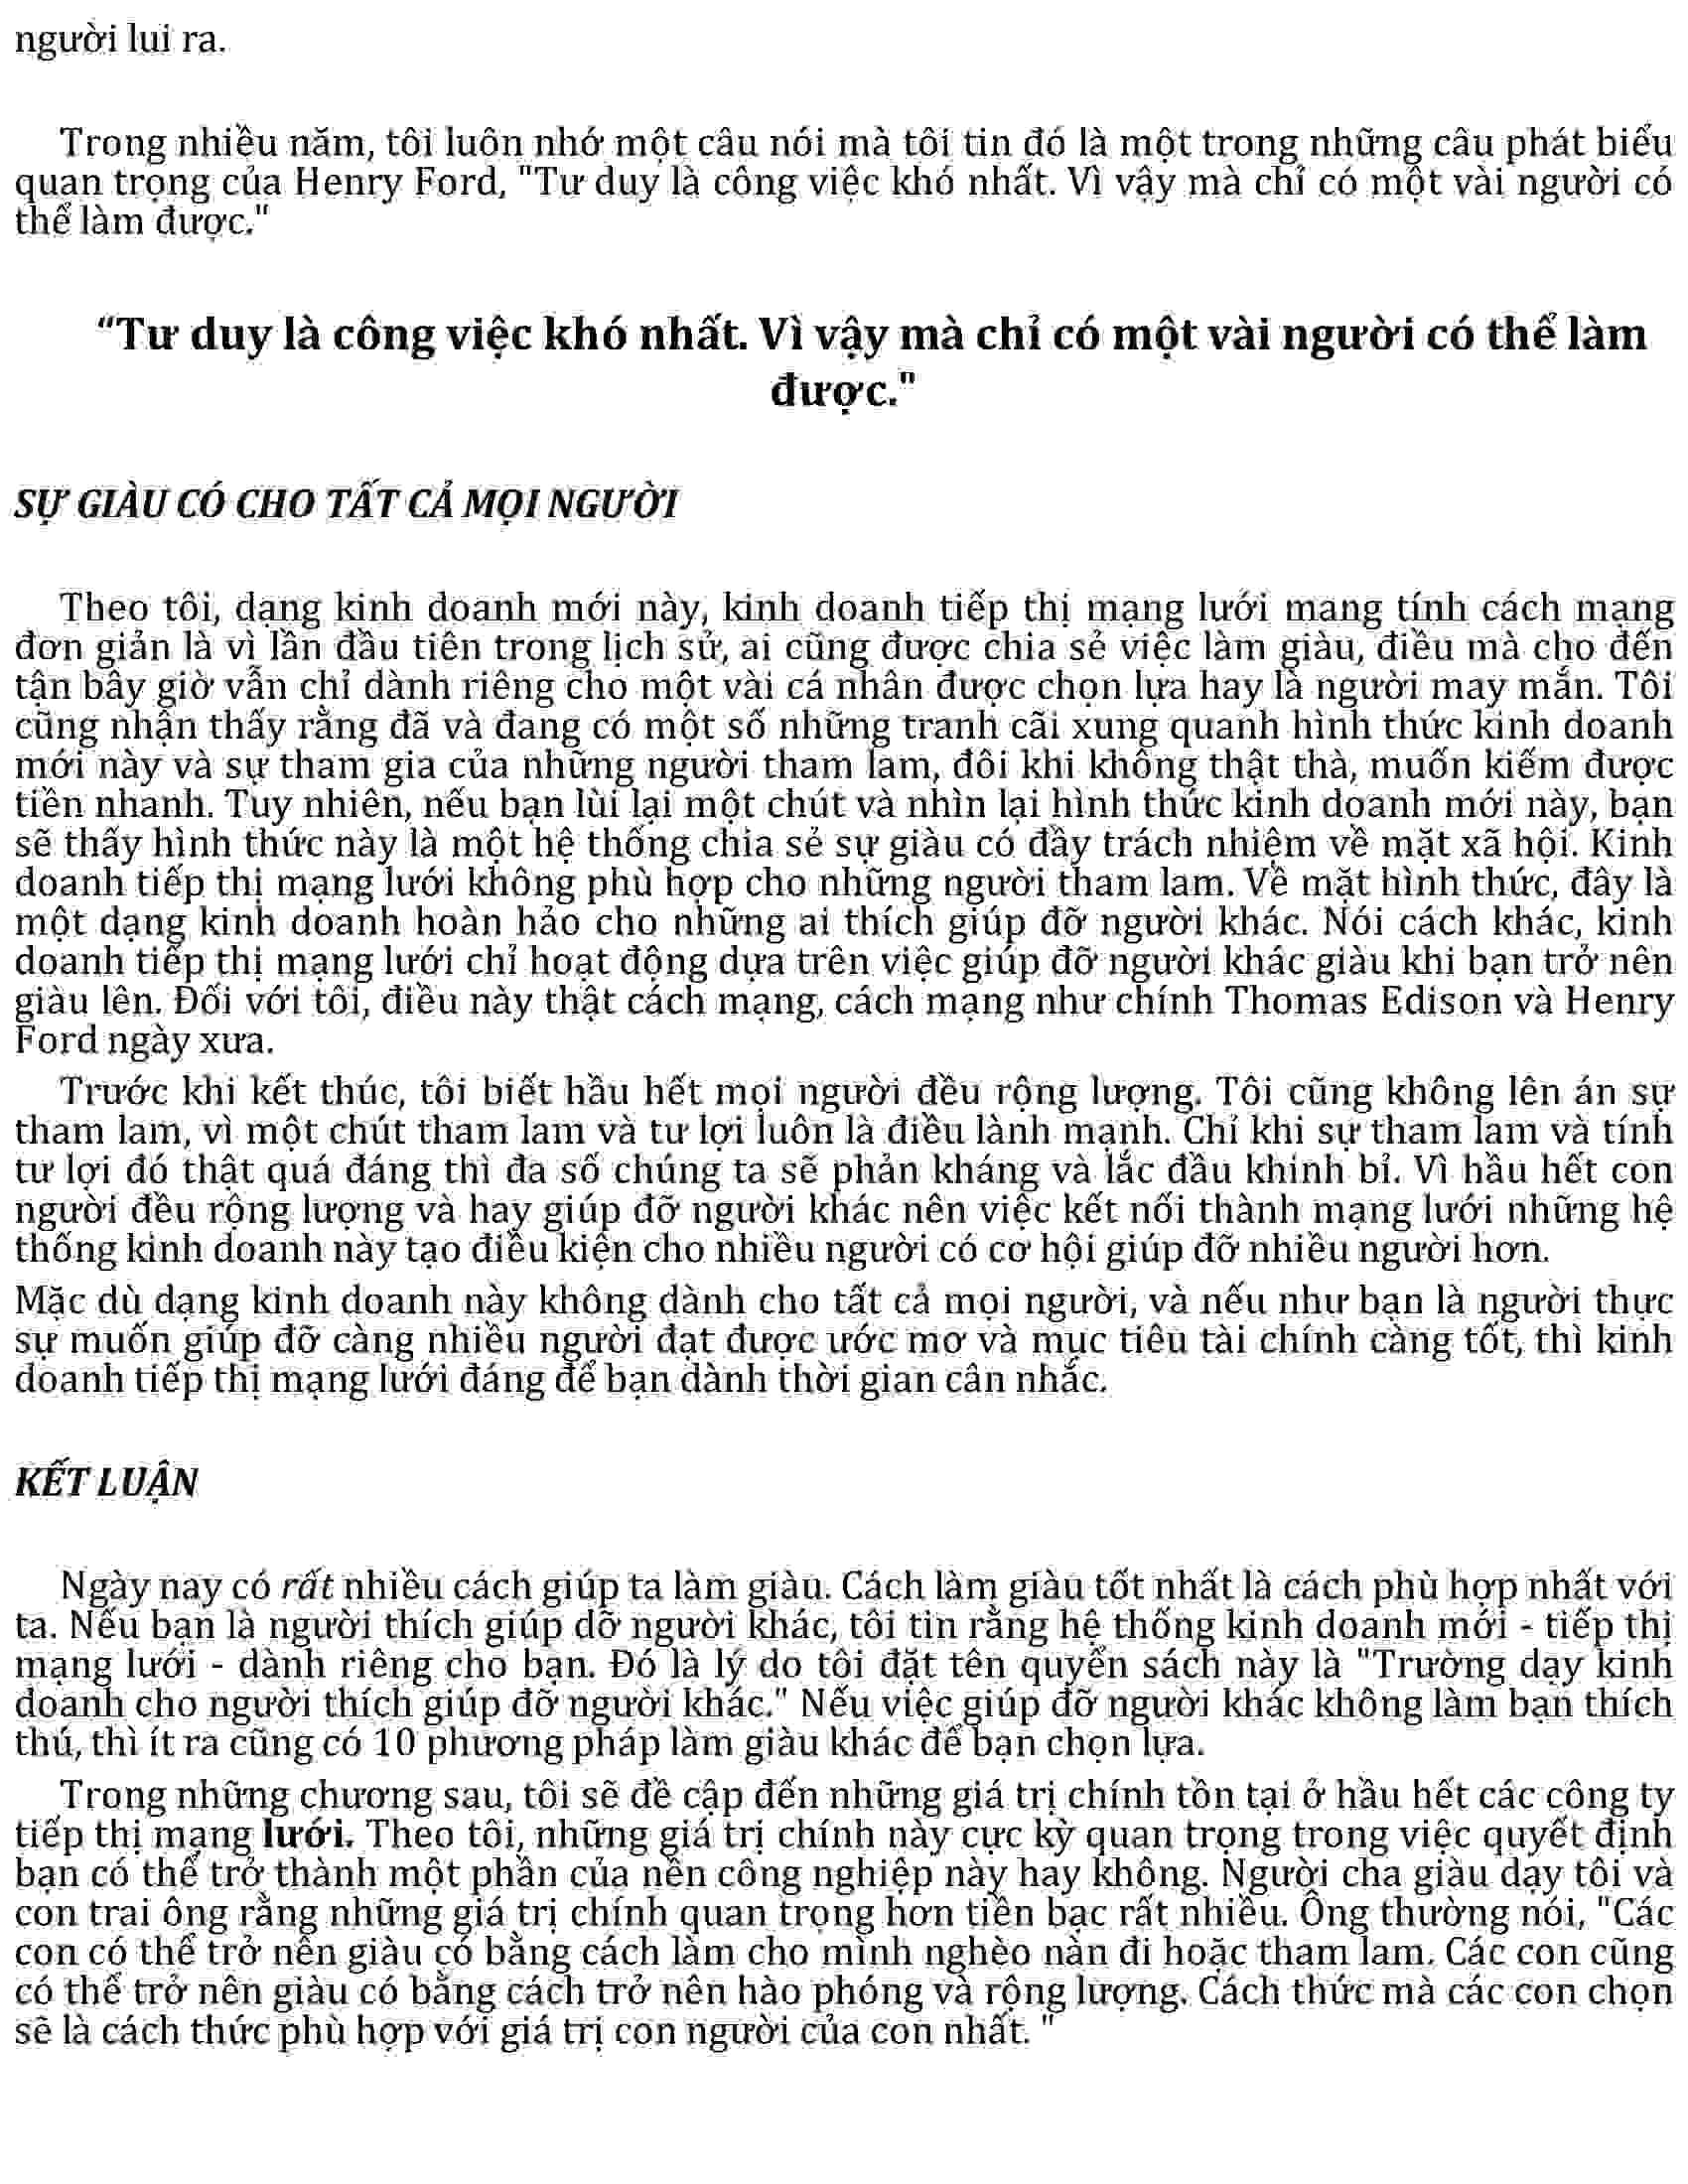 người lui ra.
Trong nhiều năm, tôi luôn nhớ một câu nói mà tôi tin đó là một trong những câu phát biểu
quan trọng của Henry Ford, "Tư duy là công việc khó nhất. Vì vậy mà chỉ có một vài người có
thể làm được."
“Tư duy là công việc khó nhất. Vì vậy mà chỉ có một vài người có thể làm
được."
SỰ GIÀU CÓ CHO TẤT CẢ MỌI NGƯỜI
Theo tôi, dạng kinh doanh mới này, kinh doanh tiếp thị mạng lưới mang tính cách mạng
đơn giản là vì lần đầu tiên trong lịch sử, ai cũng được chia sẻ việc làm giàu, điều mà cho đến
tận bây giờ vẫn chỉ dành riêng cho một vài cá nhân được chọn lựa hay là người may mắn. Tôi
cũng nhận thấy rằng đã và đang có một số những tranh cãi xung quanh hình thức kinh doanh
mới này và sự tham gia của những người tham lam, đôi khi không thật thà, muốn kiếm được
tiền nhanh. Tuy nhiên, nếu bạn lùi lại một chút và nhìn lại hình thức kinh doanh mới này, bạn
sẽ thấy hình thức này là một hệ thống chia sẻ sự giàu có đầy trách nhiệm về mặt xã hội. Kinh
doanh tiếp thị mạng lưới không phù hợp cho những người tham lam. Về mặt hình thức, đây là
một dạng kinh doanh hoàn hảo cho những ai thích giúp đỡ người khác. Nói cách khác, kinh
doanh tiếp thị mạng lưới chỉ hoạt động dựa trên việc giúp đỡ người khác giàu khi bạn trở nên
giàu lên. Đối với tôi, điều này thật cách mạng, cách mạng như chính Thomas Edison và Henry
Ford ngày xưa.
Trước khi kết thúc, tôi biết hầu hết mọi người đều rộng lượng. Tôi cũng không lên án sự
tham lam, vì một chút tham lam và tư lợi luôn là điều lành mạnh. Chỉ khi sự tham lam và tính
tư lợi đó thật quá đáng thì đa số chúng ta sẽ phản kháng và lắc đầu khinh bỉ. Vì hầu hết con
người đều rộng lượng và hay giúp đỡ người khác nên việc kết nối thành mạng lưới những hệ
thống kinh doanh này tạo điều kiện cho nhiều người có cơ hội giúp đỡ nhiều người hơn.
Mặc dù dạng kinh doanh này không dành cho tất cả mọi người, và nếu như bạn là người thực
sự muốn giúp đỡ càng nhiều người đạt được ước mơ và mục tiêu tài chính càng tốt, thì kinh
doanh tiếp thị mạng lưới đáng để bạn dành thời gian cân nhắc.
KẾT LUẬN
Ngày nay có rất nhiều cách giúp ta làm giàu. Cách làm giàu tốt nhất là cách phù hợp nhất với
ta. Nếu bạn là người thích giúp dỡ người khác, tôi tin rằng hệ thống kinh doanh mới - tiếp thị
mạng lưới - dành riêng cho bạn. Đó là lý do tôi đặt tên quyển sách này là "Trường dạy kinh
doanh cho người thích giúp đỡ người khác." Nếu việc giúp đỡ người khác không làm bạn thích
thú, thì ít ra cũng có 10 phương pháp làm giàu khác để bạn chọn lựa.
Trong những chương sau, tôi sẽ đề cập đến những giá trị chính tồn tại ở hầu hết các công ty
tiếp thị mạng lưới. Theo tôi, những giá trị chính này cực kỳ quan trọng trong việc quyết định
bạn có thể trở thành một phần của nền công nghiệp này hay không. Người cha giàu dạy tôi và
con trai ông rằng những giá trị chính quan trọng hơn tiền bạc rất nhiều. Ông thường nói, "Các
con có thể trở nên giàu có bằng cách làm cho mình nghèo nàn đi hoặc tham lam. Các con cũng
có thể trở nên giàu có bằng cách trở nên hào phóng và rộng lượng. Cách thức mà các con chọn
sẽ là cách thức phù hợp với giá trị con người của con nhất. "